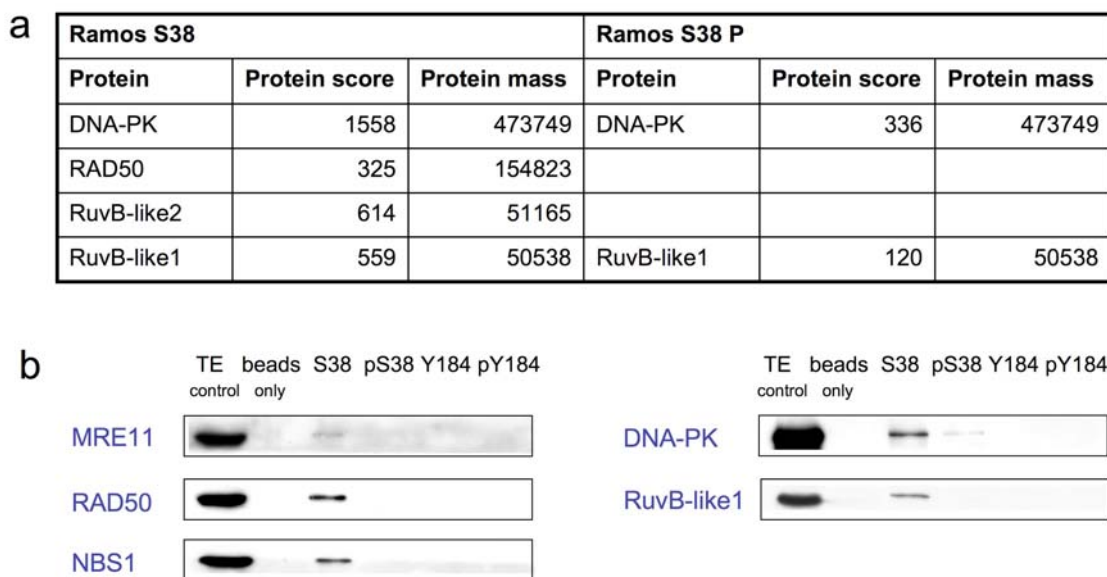 a
Ramos S38 Ramos S38 P
Protein Protein score Protein mass Protein Protein score Protein mass
DNA-PK 1558 473749 DNA-PK 336 473749
RAD50 325 154823
RuvB-like2 614 51165
RuvB-like1 559 50538 RuvB-like1 120 50538
b
TE beads S38 pS38 Y184 pY184
control only
MRE11
RAD50
NBS1
TE beads S38 pS38 Y184 pY184
control only
DNA-PK
RuvB-like1